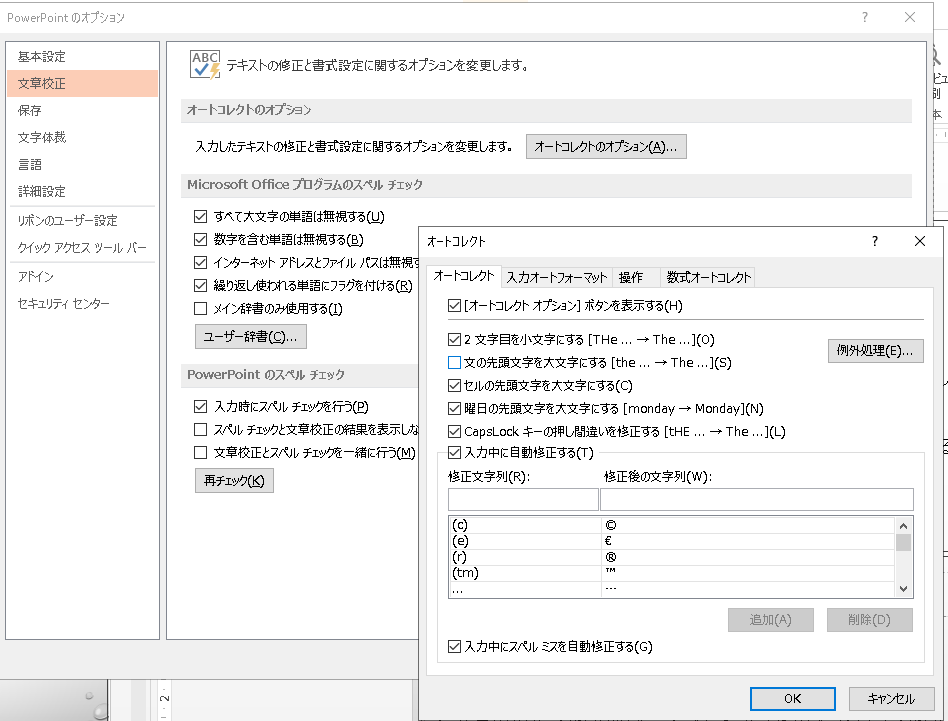 PowerPoint のオプション
基本設定
文章校正
保存
文字体裁
言語
詳細設定
リボンのユーザー設定
クイック アクセス ツール バー
アドイン
セキュリティ センター
ABC
テキストの修正と書式設定に関するオプションを変更します。
オートコレクトのオプション
入力したテキストの修正と書式設定に関するオプションを変更します。 オートコレクトのオプション(A)...
Microsoft Office プログラムのスペル チェック
すべて大文字の単語は無視する(U)
数字を含む単語は無視する(B)
インターネット アドレスとファイル パスは無視す
繰り返し使われる単語にフラグを付ける(R)
メイン辞書のみ使用する(I)
ユーザー辞書(C)...
PowerPoint のスペル チェック
入力時にスペル チェックを行う(P)
スペル チェックと文章校正の結果を表示しな
文章校正とスペル チェックを一緒に行う(M)
再チェック(K)
オートコレクト
オートコレクト 入力オートフォーマット 操作 数式オートコレクト
[オートコレクト オプション] ボタンを表示する(H)
2 文字目を小文字にする [THe ... → The ...](O)
文の先頭文字を大文字にする [the ... → The ...](S)
例外処理(E)...
セルの先頭文字を大文字にする(C)
曜日の先頭文字を大文字にする [monday → Monday](N)
CapsLock キーの押し間違いを修正する [tHE ... → The ...](L)
入力中に自動修正する(T)
修正文字列(R): 修正後の文字列(W):
(c) ©
(e) €
(r) ®
(tm) ™
... …
追加(A) 削除(D)
入力中にスペル ミスを自動修正する(G)
OK キャンセル
2